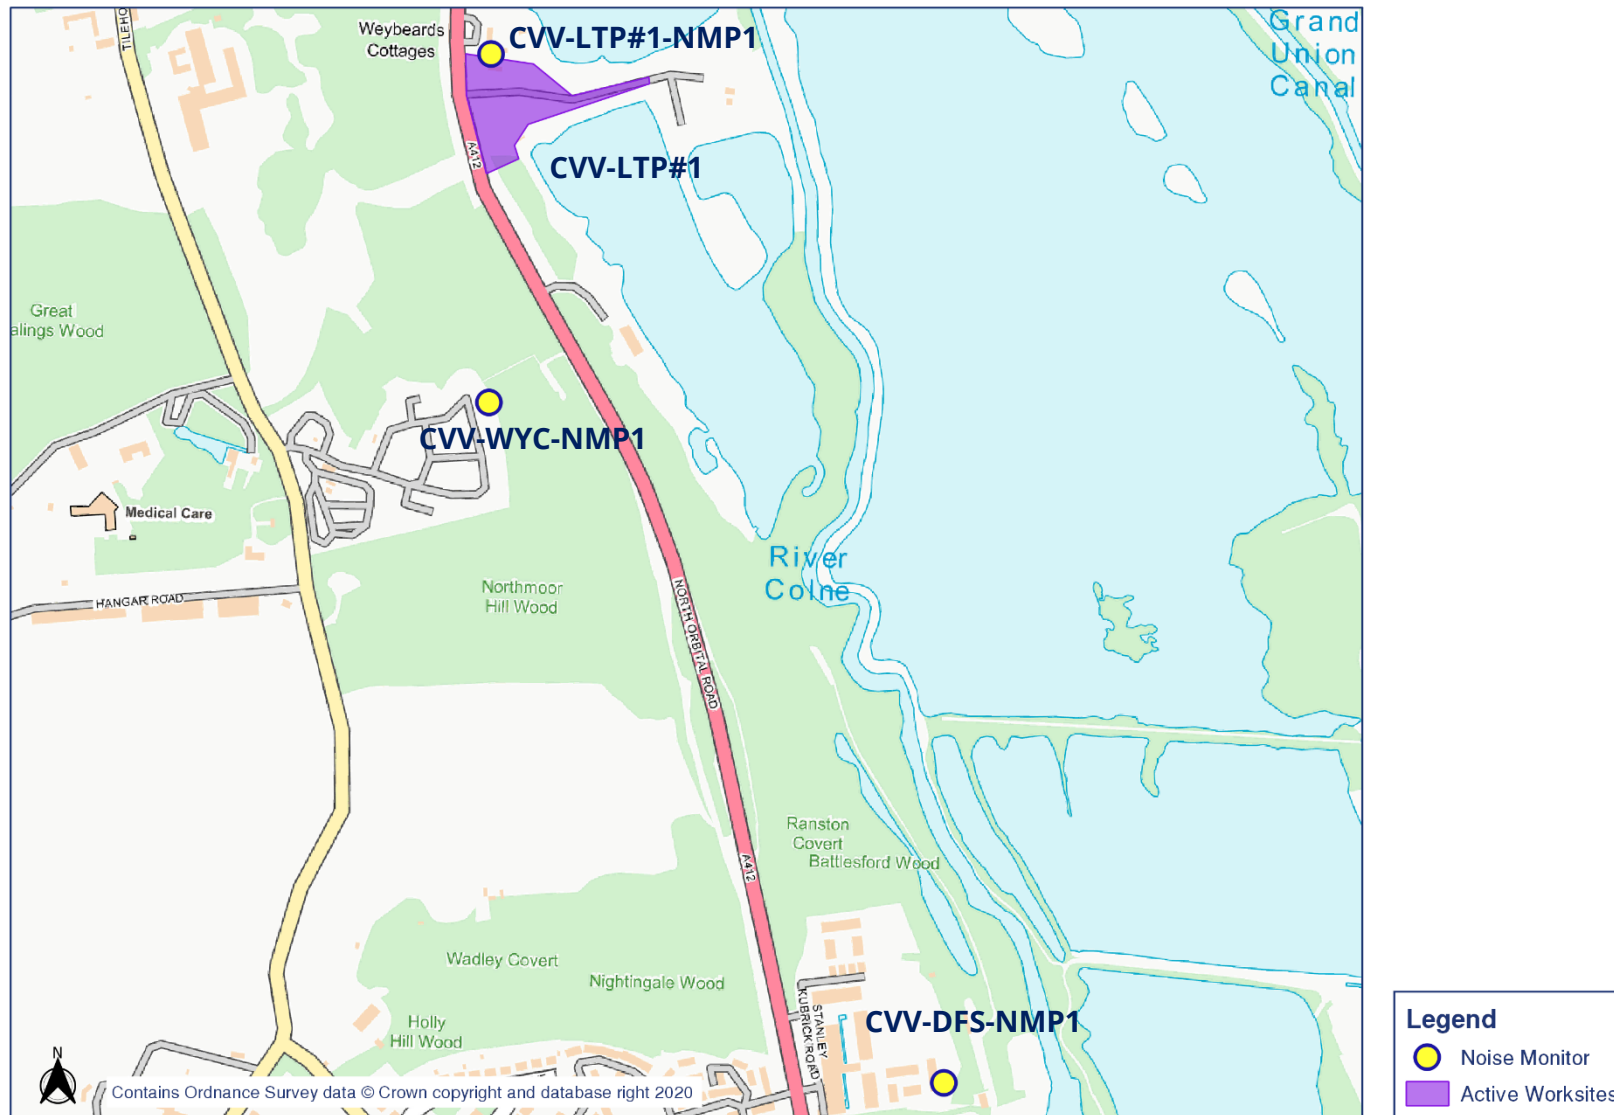 Weybeards
Cottages
CVV-LTP#1-NMP1
Grand
Union
Canal
A412
CVV-LTP#1
Great
alings Wood
CVV-WYC-NMP1
Medical Care
River
Colne
Northmoor
Hill Wood
HANGAR ROAD
NORTH ORBITAL ROAD
Ranston
Covert
Battlesford Wood
A412
Wadley Covert
Nightingale Wood
Holly
Hill Wood
STANLEY
KUBRICK ROAD
CVV-DFS-NMP1
N
Contains Ordnance Survey data © Crown copyright and database right 2020
Legend
Noise Monitor
Active Worksites
TILEHO